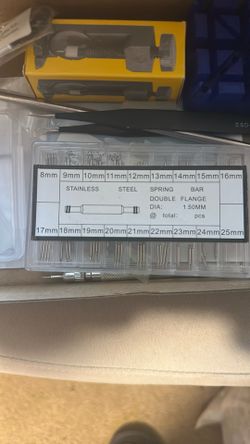 8mm 9mm 10mm 11mm 12mm 13mm 14mm 15mm 16mm
STAINLESS STEEL SPRING BAR
DOUBLE FLANGE
DIA: 1.50MM
@ total: pcs
17mm 18mm 19mm 20mm 21mm 22mm 23mm 24mm 25mm